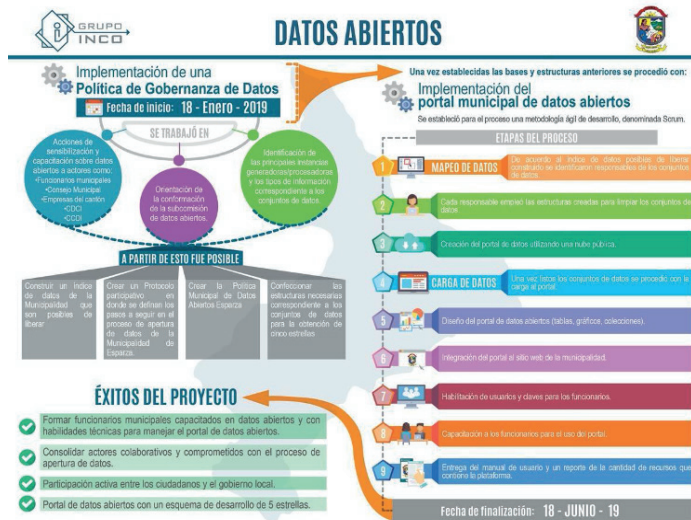 GRUPO
INCO
DATOS ABIERTOS
Implementación de una
Política de Gobernanza de Datos
Fecha de inicio: 18 - Enero - 2019
SE TRABAJÓ EN
Acciones de
sensibilización y
capacitación sobre datos
abiertos a actores como:
•Funcionarios municipales
•Consejo Municipal
•Empresas del cantón
•CDCI
•CCCI
Orientación de
la conformación
de la subcomisión
de datos abiertos.
Identificación de
las principales instancias
generadoras/procesadoras
y los tipos de información
correspondiente a los
conjuntos de datos.
A PARTIR DE ESTO FUE POSIBLE
Construir un índice
de datos de la
Municipalidad que
son posibles de
liberar
Crear un Protocolo
participativo en
donde se definan los
pasos a seguir en el
proceso de apertura
de datos de la
Municipalidad de
Esparza.
Crear la Política
Municipal de Datos
Abiertos Esparza
Confeccionar las
estructuras necesarias
correspondiente a los
conjuntos de datos
para la obtención de
cinco estrellas
ÉXITOS DEL PROYECTO
Formar funcionarios municipales capacitados en datos abiertos y con
habilidades técnicas para manejar el portal de datos abiertos.
Consolidar actores colaborativos y comprometidos con el proceso de
apertura de datos.
Participación activa entre los ciudadanos y el gobierno local.
Portal de datos abiertos con un esquema de desarrollo de 5 estrellas.
Una vez establecidas las bases y estructuras anteriores se procedió con:
Implementación del
portal municipal de datos abiertos
Se estableció para el proceso una metodología ágil de desarrollo, denominada Scrum.
ETAPAS DEL PROCESO
1
MAPEO DE DATOS
De acuerdo al índice de datos posibles de liberar
construido se identificaron responsables de los conjuntos
de datos.
2
Cada responsable empleó las estructuras creadas para limpiar los conjuntos de
datos
3
Creación del portal de datos utilizando una nube pública.
4
CARGA DE DATOS
Una vez listos los conjuntos de datos se procedió con la
carga al portal.
5
Diseño del portal de datos abiertos (tablas, gráficos, colecciones).
6
Integración del portal al sitio web de la municipalidad.
7
Habilitación de usuarios y claves para los funcionarios.
8
Capacitación a los funcionarios para el uso del portal.
9
Entrega del manual de usuario y un reporte de la cantidad de recursos que
contiene la plataforma.
Fecha de finalización: 18 - JUNIO - 19